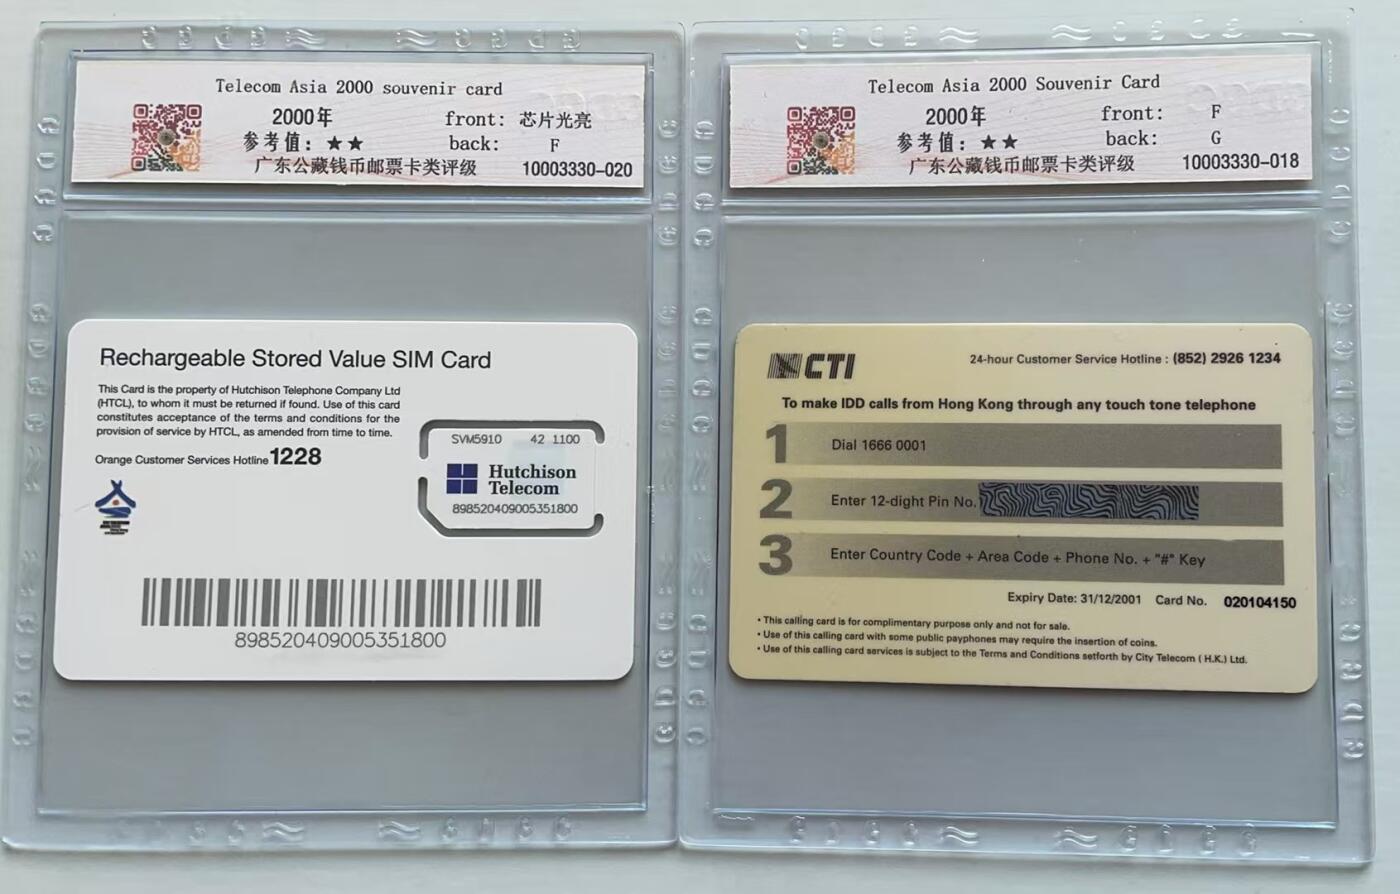 Telecom Asia 2000 souvenir card
2000年 front: 芯片光亮
参考值：★★ back: F
广东公藏钱币邮票卡类评级 10003330-020
Rechargeable Stored Value SIM Card
This Card is the property of Hutchison Telephone Company Ltd
(HTCL), to whom it must be returned if found. Use of this card
constitutes acceptance of the terms and conditions for the
provision of service by HTCL, as amended from time to time.
Orange Customer Services Hotline 1228
SVM5910 42 1100
Hutchison
Telecom
898520409005351800
898520409005351800
Telecom Asia 2000 Souvenir Card
2000年 front: F
参考值：★★ back: G
广东公藏钱币邮票卡类评级 10003330-018
CTI
24-hour Customer Service Hotline : (852) 2926 1234
To make IDD calls from Hong Kong through any touch tone telephone
1 Dial 1666 0001
2 Enter 12-dight Pin No.
3 Enter Country Code + Area Code + Phone No. + "#" Key
Expiry Date: 31/12/2001 Card No. 020104150
• This calling card is for complimentary purpose only and not for sale.
• Use of this calling card with some public payphones may require the insertion of coins.
• Use of this calling card services is subject to the Terms and Conditions setforth by City Telecom ( H.K.) Ltd.